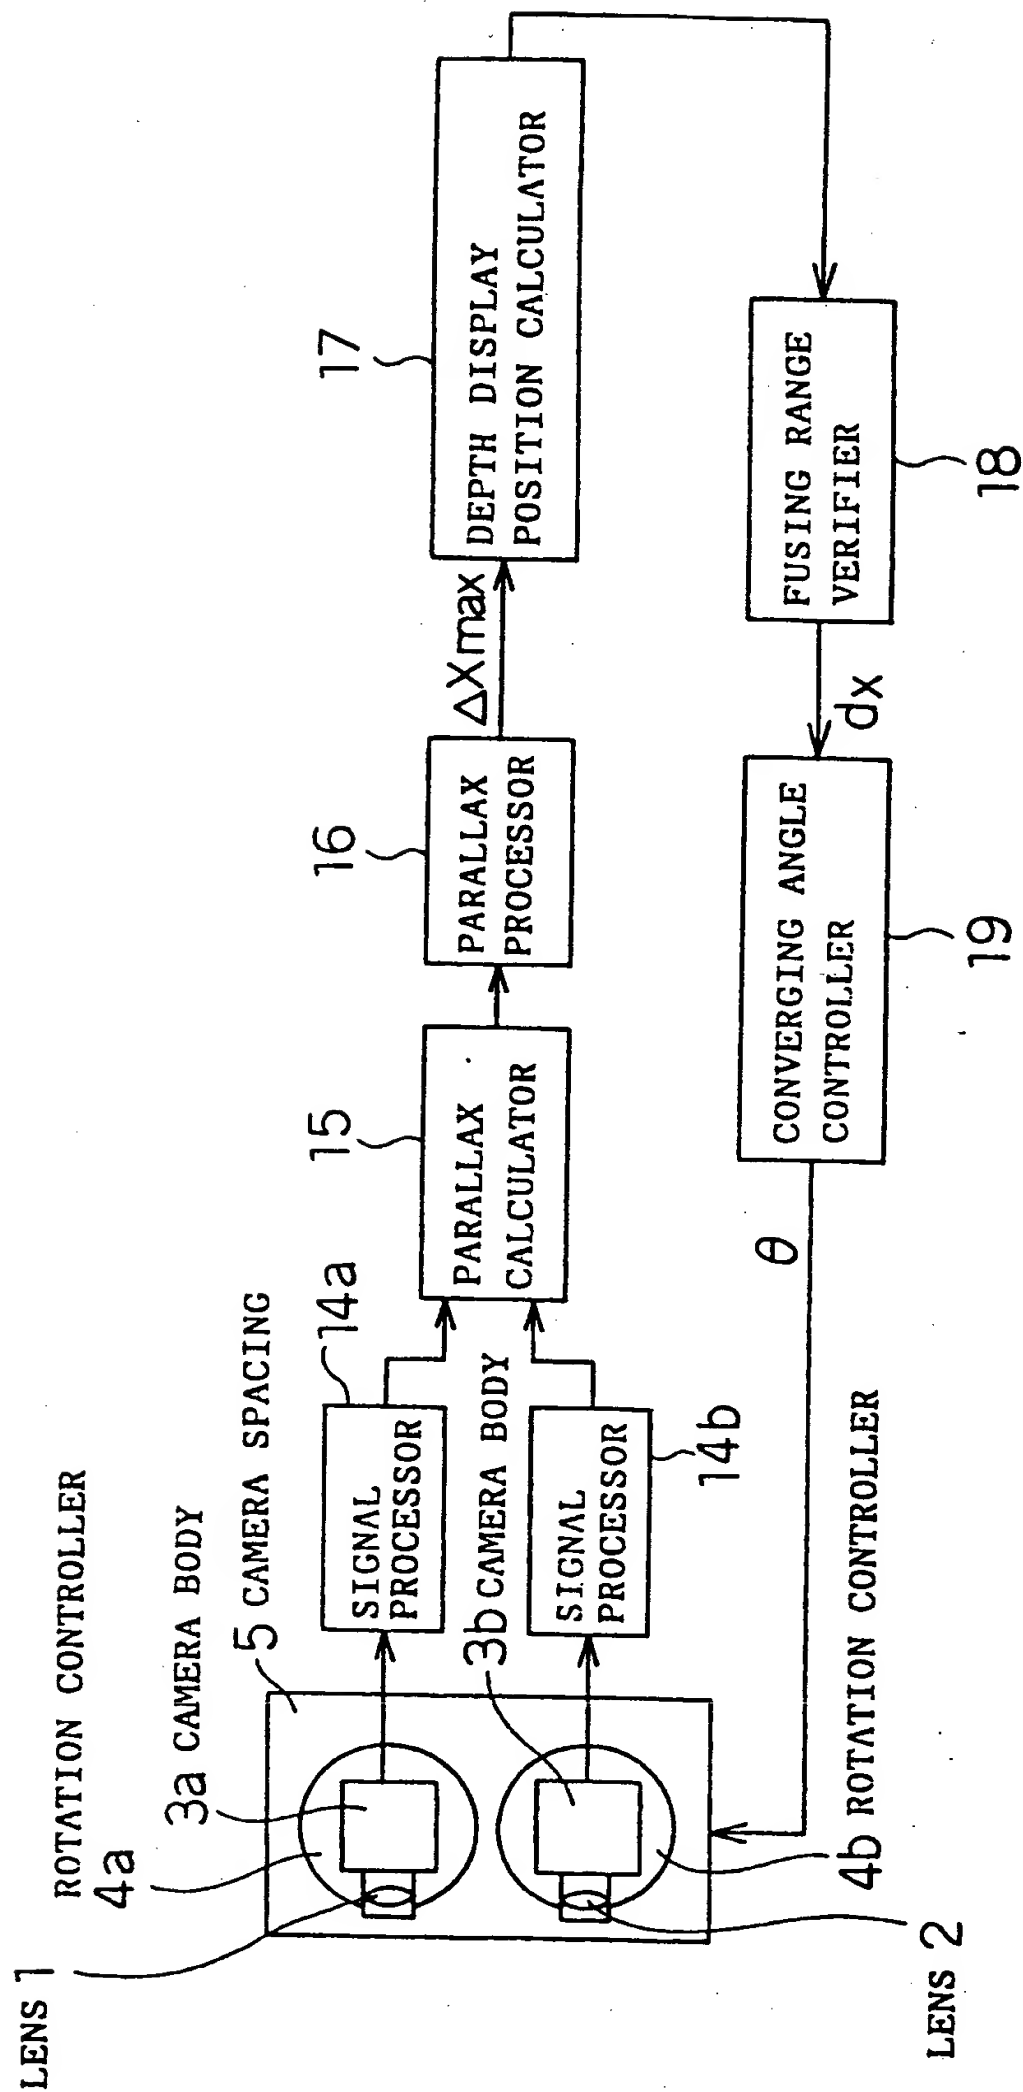 LENS 1
ROTATION CONTROLLER
4a
3a CAMERA BODY
5 CAMERA SPACING
14a
SIGNAL
PROCESSOR
3b CAMERA BODY
SIGNAL
PROCESSOR
14b
4b ROTATION CONTROLLER
LENS 2
15
PARALLAX
CALCULATOR
16
PARALLAX
PROCESSOR
ΔXmax
17
DEPTH DISPLAY
POSITION CALCULATOR
FUSING RANGE
VERIFIER
18
dx
CONVERGING ANGLE
CONTROLLER
19
θ